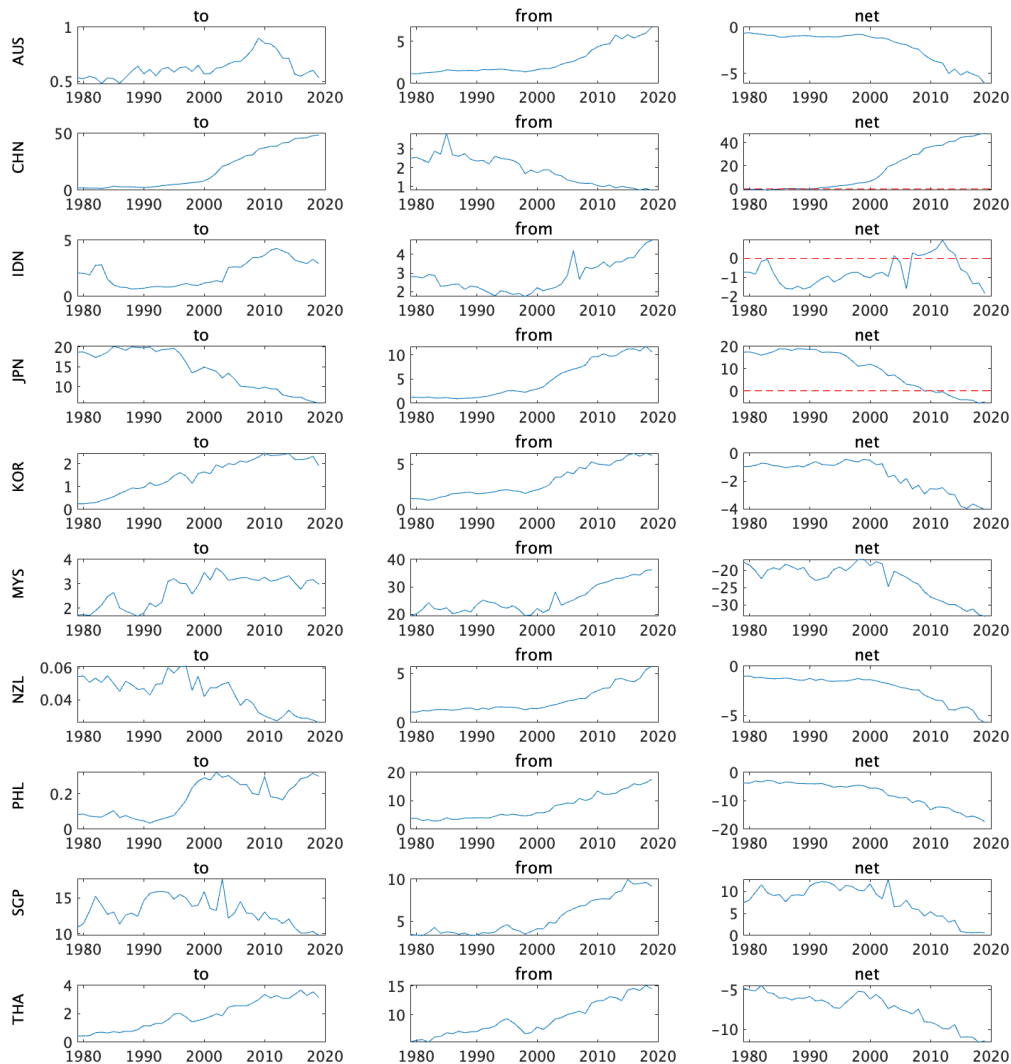 to from net
AUS
1 5 0
0.5 0 -5
1980 1990 2000 2010 2020 1980 1990 2000 2010 2020 1980 1990 2000 2010 2020
to from net
CHN
50 3 40
2 20
0 1 0
1980 1990 2000 2010 2020 1980 1990 2000 2010 2020 1980 1990 2000 2010 2020
to from net
IDN
5 4 0
3 -1
0 2 -2
1980 1990 2000 2010 2020 1980 1990 2000 2010 2020 1980 1990 2000 2010 2020
to from net
JPN
20 10 20
15 5 10
10 0 0
1980 1990 2000 2010 2020 1980 1990 2000 2010 2020 1980 1990 2000 2010 2020
to from net
KOR
2 5 0
1 -2
0 0 -4
1980 1990 2000 2010 2020 1980 1990 2000 2010 2020 1980 1990 2000 2010 2020
to from net
MYS
4 40 -20
3 30 -25
2 20 -30
1980 1990 2000 2010 2020 1980 1990 2000 2010 2020 1980 1990 2000 2010 2020
to from net
NZL
0.06 5 0
0.04 0 -5
1980 1990 2000 2010 2020 1980 1990 2000 2010 2020 1980 1990 2000 2010 2020
to from net
PHL
0.2 20 0
10 -10
0 0 -20
1980 1990 2000 2010 2020 1980 1990 2000 2010 2020 1980 1990 2000 2010 2020
to from net
SGP
15 10 10
5 5
10 0
1980 1990 2000 2010 2020 1980 1990 2000 2010 2020 1980 1990 2000 2010 2020
to from net
THA
4 15 -5
2 10 -10
0
1980 1990 2000 2010 2020 1980 1990 2000 2010 2020 1980 1990 2000 2010 2020